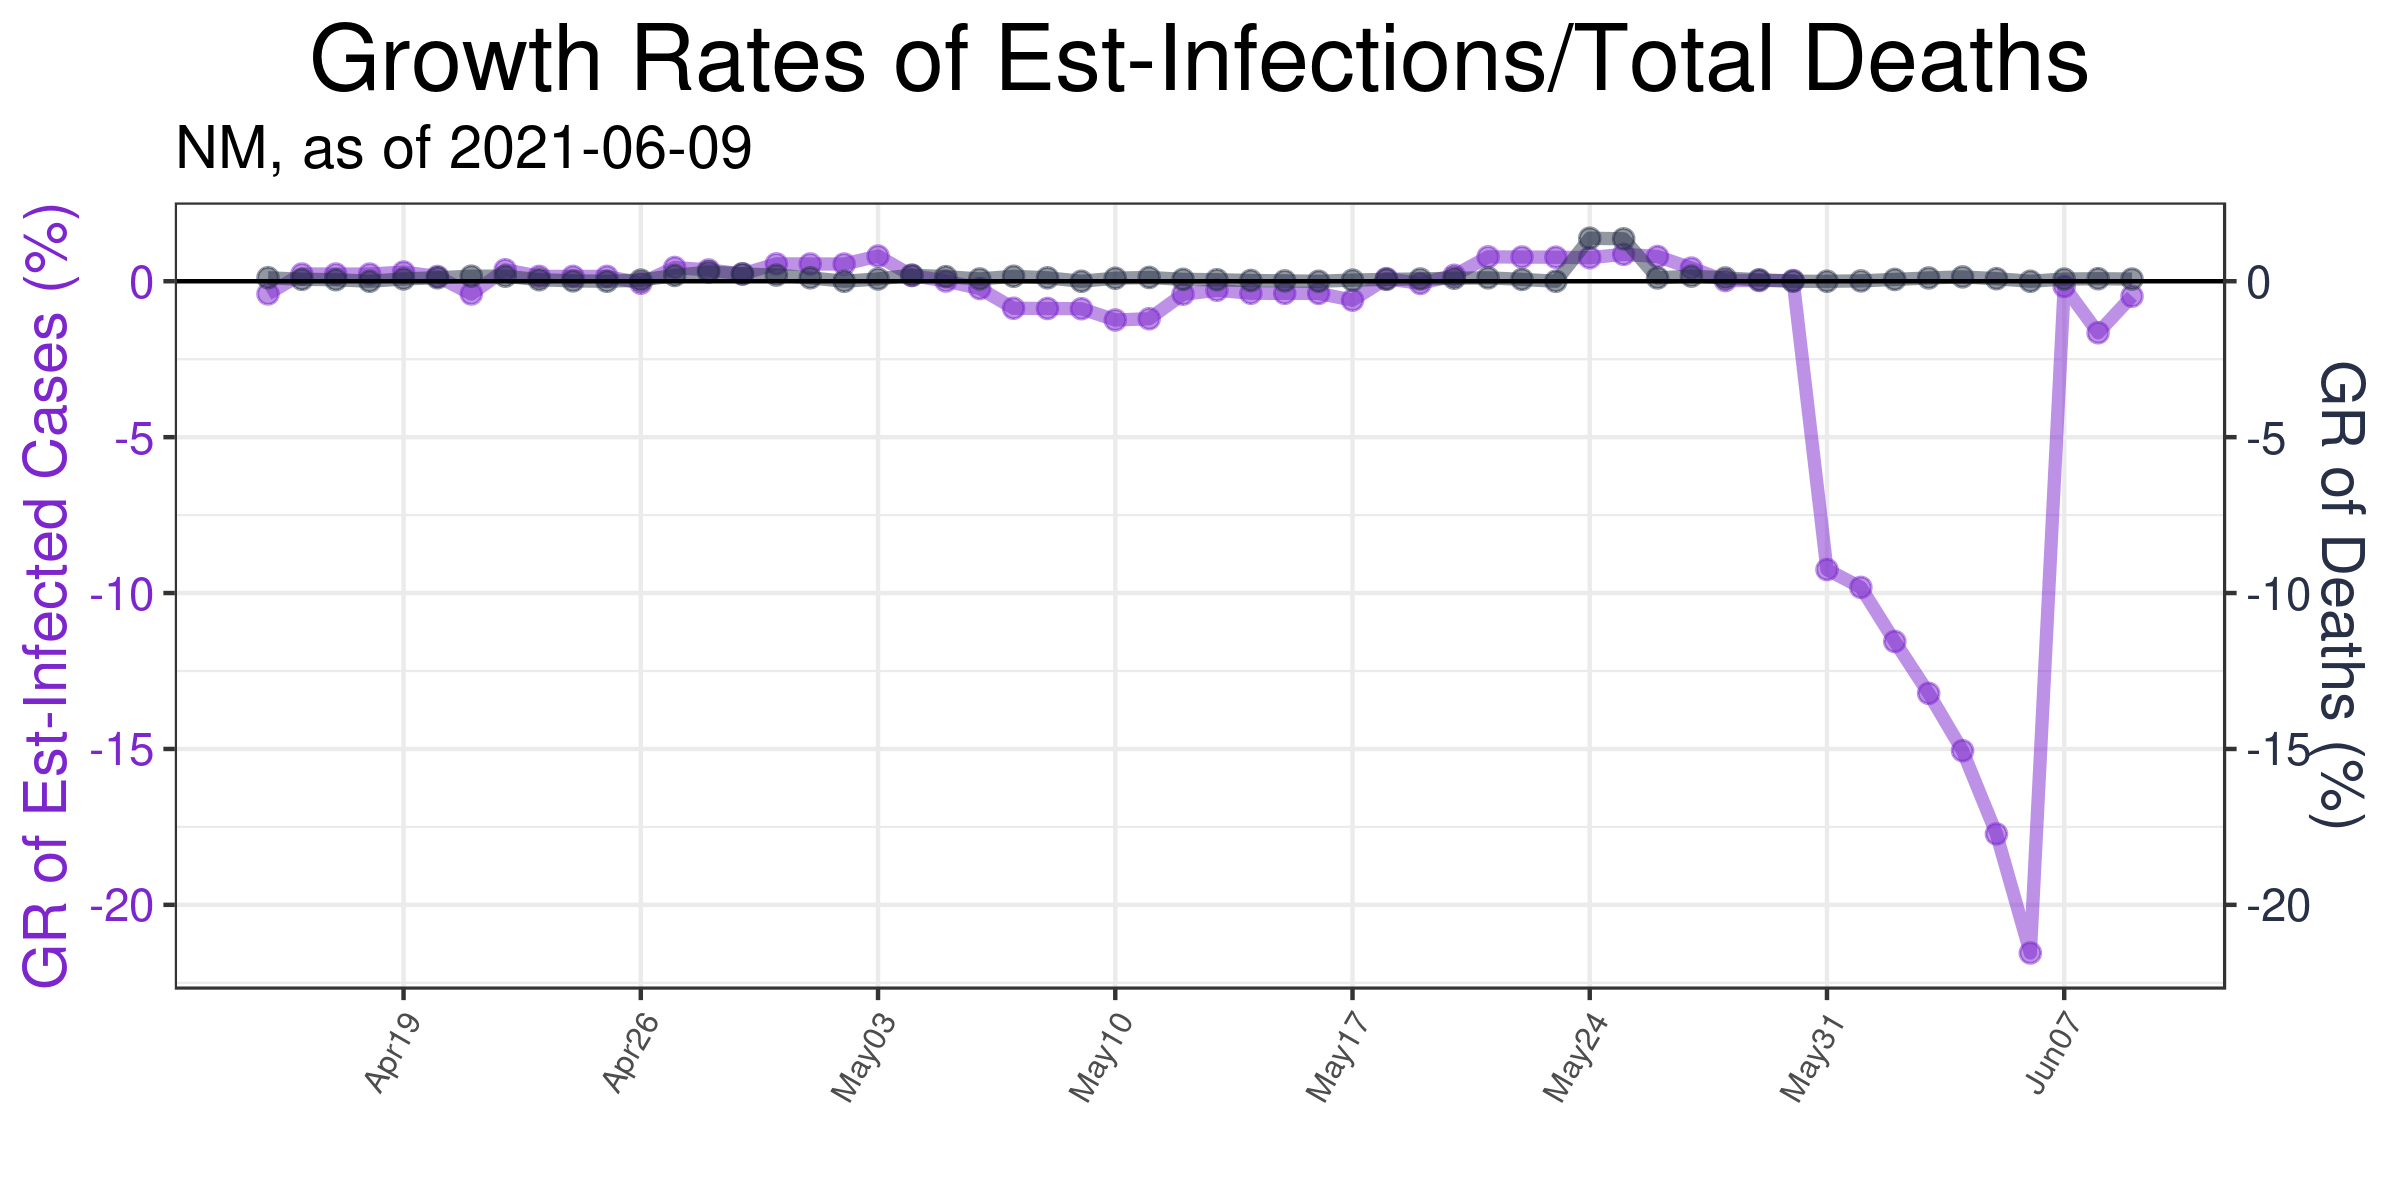 Growth Rates of Est-Infections/Total Deaths
NM, as of 2021-06-09
GR of Est-Infected Cases (%)
0
-5
-10
-15
-20
0
-5
-10
-15
-20
GR of Deaths (%)
Apr19
Apr26
May03
May10
May17
May24
May31
Jun07